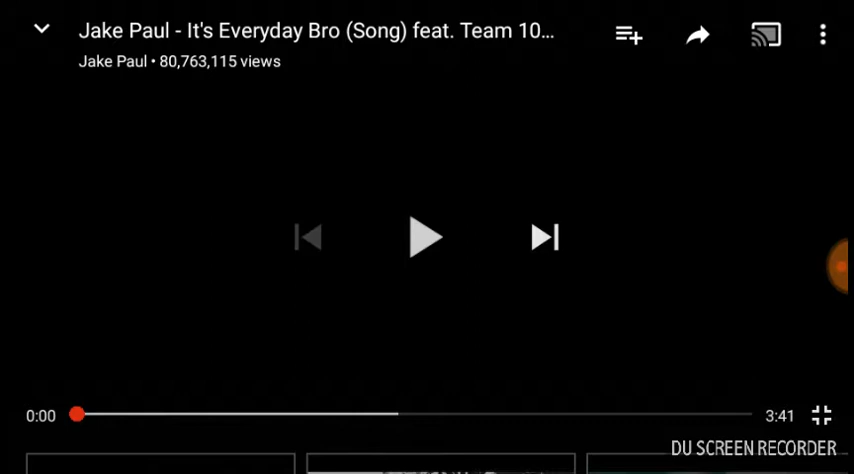 Jake Paul - It's Everyday Bro (Song) feat. Team 10...
Jake Paul • 80,763,115 views
0:00
3:41
DU SCREEN RECORDER